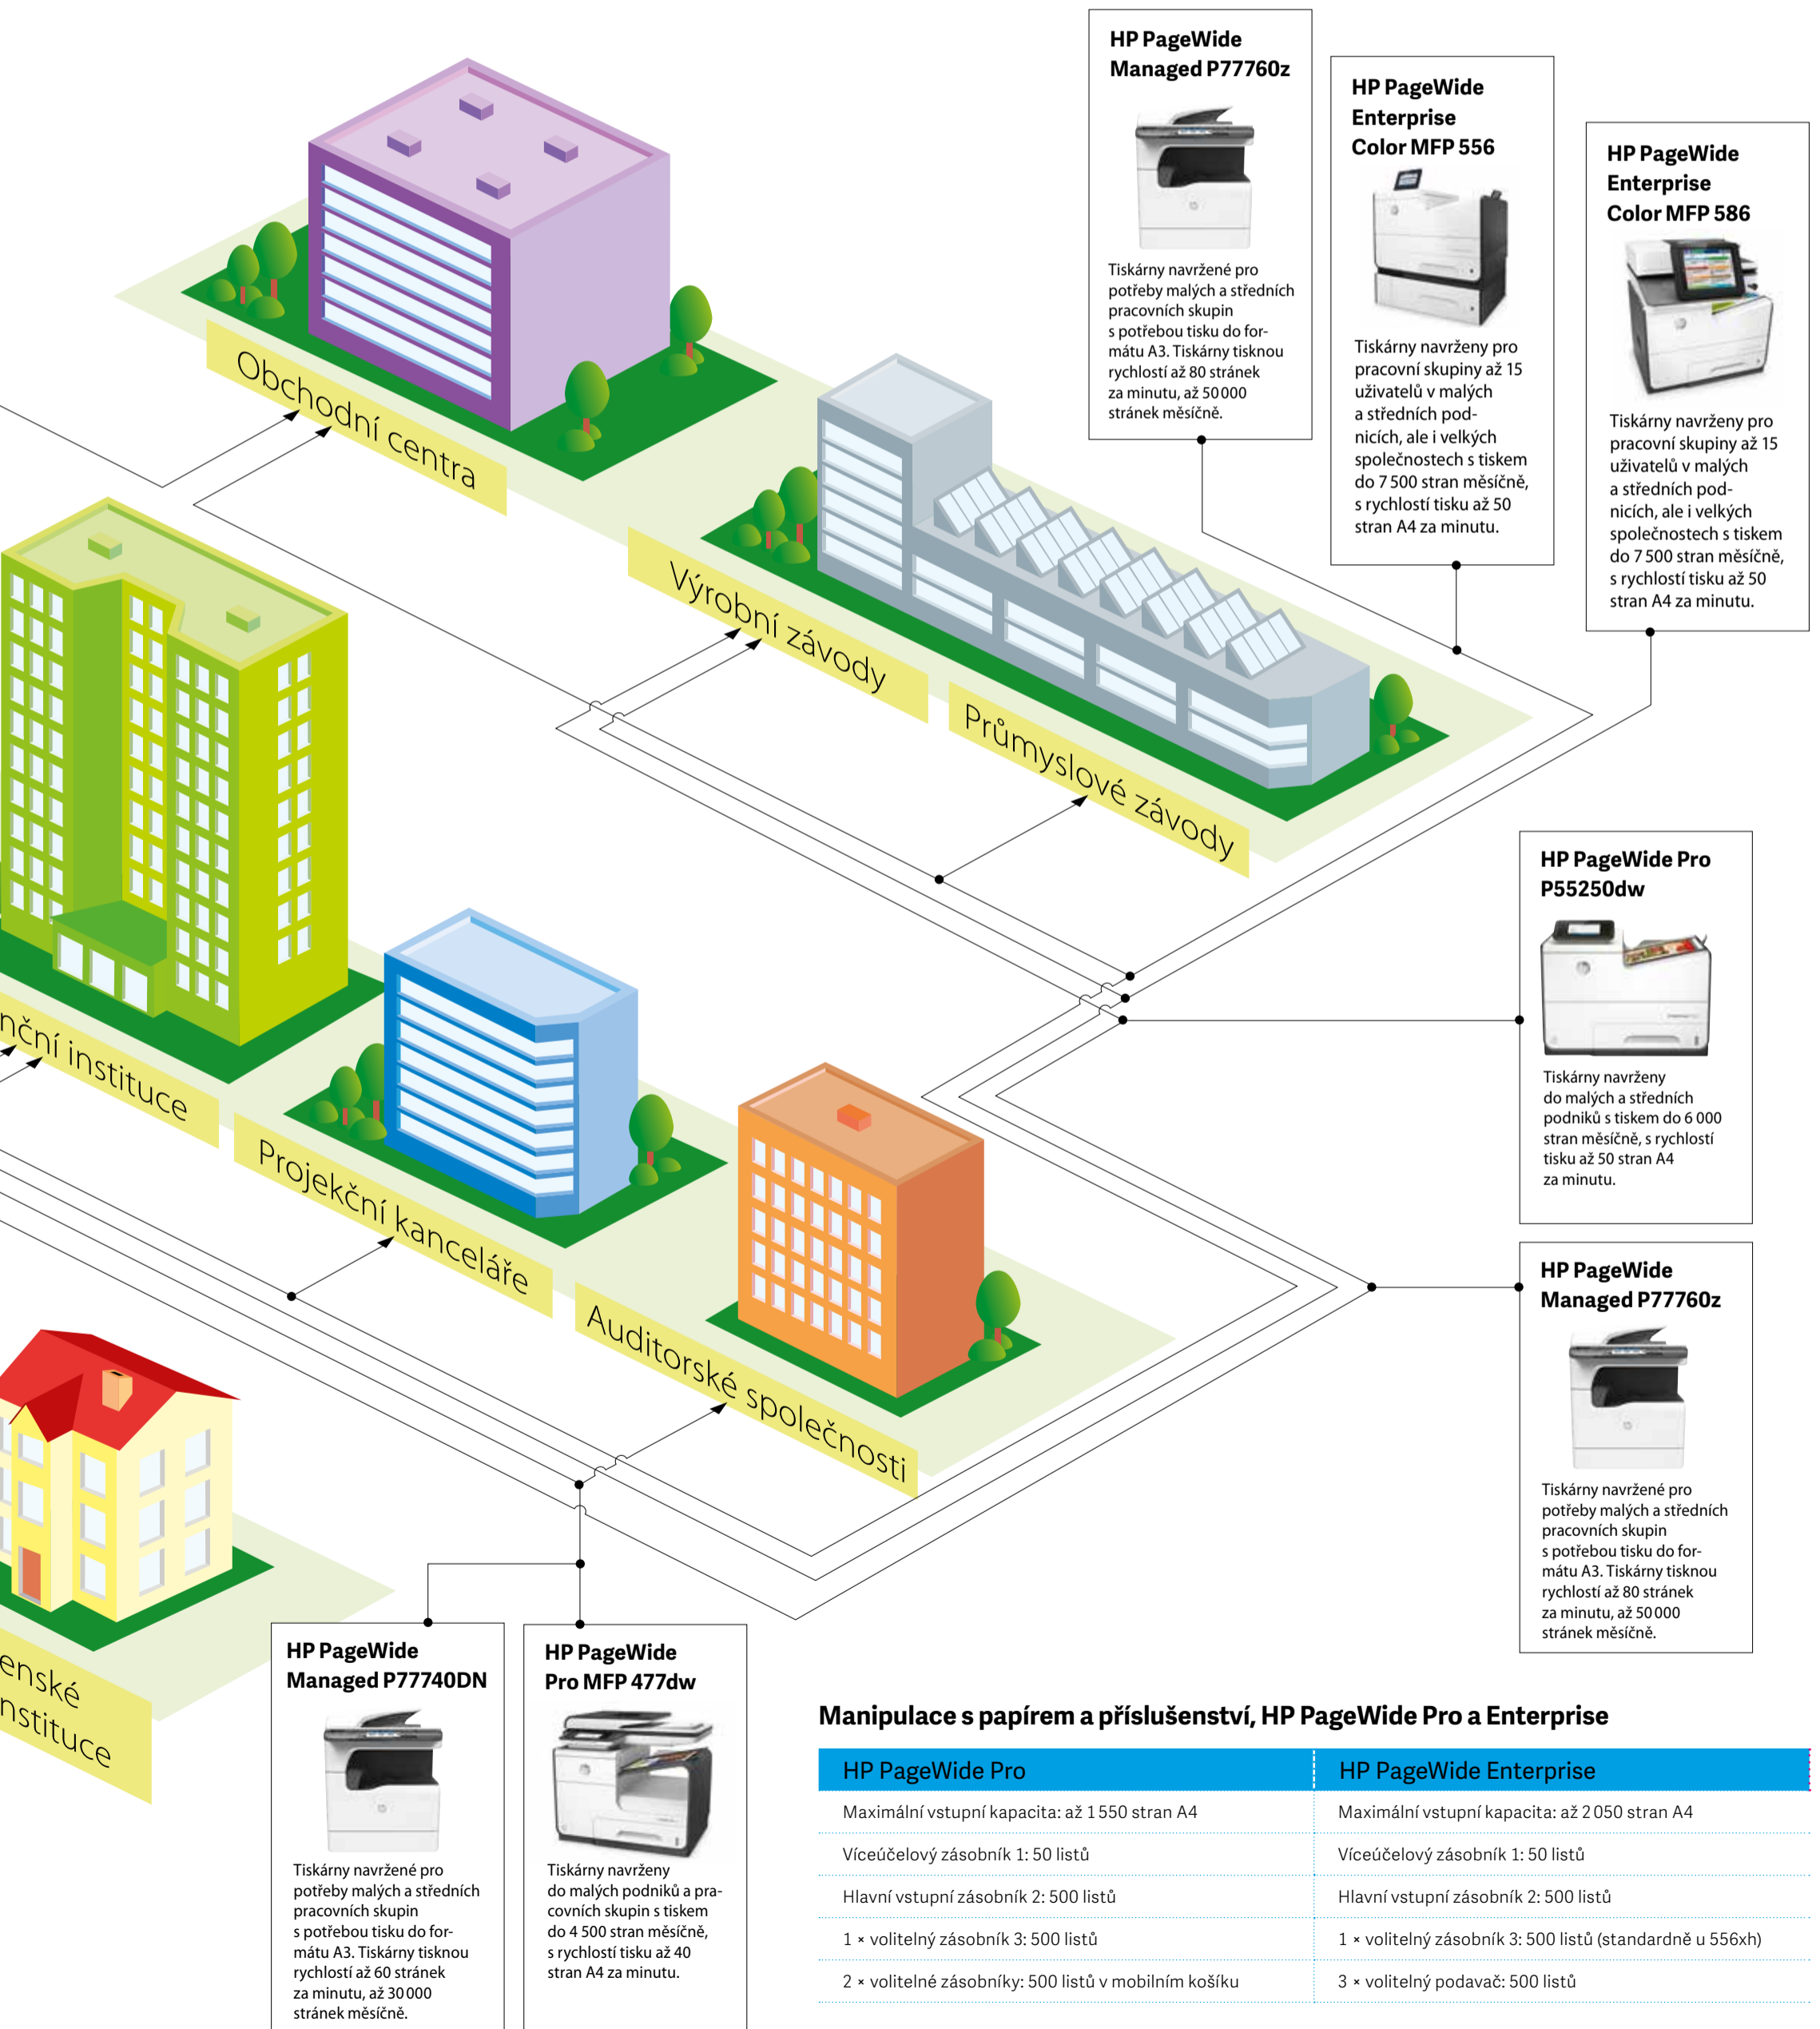 HP PageWide
Managed P77760z
Tiskárny navržené pro
potřeby malých a středních
pracovních skupin
s potřebou tisku do for-
mátu A3. Tiskárny tisknou
rychlostí až 80 stránek
za minutu, až 50 000
stránek měsíčně.
HP PageWide
Enterprise
Color MFP 556
Tiskárny navrženy pro
pracovní skupiny až 15
uživatelů v malých
a středních pod-
nicích, ale i velkých
společnostech s tiskem
do 7 500 stran měsíčně,
s rychlostí tisku až 50
stran A4 za minutu.
HP PageWide
Enterprise
Color MFP 586
Tiskárny navrženy pro
pracovní skupiny až 15
uživatelů v malých
a středních pod-
nicích, ale i velkých
společnostech s tiskem
do 7 500 stran měsíčně,
s rychlostí tisku až 50
stran A4 za minutu.
Obchodní centra
Výrobní závody
Průmyslové závody
nční instituce
Projekční kanceláře
Auditorské společnosti
enské
nstituce
HP PageWide Pro
P55250dw
Tiskárny navrženy
do malých a středních
podniků s tiskem do 6 000
stran měsíčně, s rychlostí
tisku až 50 stran A4
za minutu.
HP PageWide
Managed P77760z
Tiskárny navržené pro
potřeby malých a středních
pracovních skupin
s potřebou tisku do for-
mátu A3. Tiskárny tisknou
rychlostí až 80 stránek
za minutu, až 50 000
stránek měsíčně.
HP PageWide
Managed P77740DN
Tiskárny navržené pro
potřeby malých a středních
pracovních skupin
s potřebou tisku do for-
mátu A3. Tiskárny tisknou
rychlostí až 60 stránek
za minutu, až 30 000
stránek měsíčně.
HP PageWide
Pro MFP 477dw
Tiskárny navrženy
do malých podniků a pra-
covních skupin s tiskem
do 4 500 stran měsíčně,
s rychlostí tisku až 40
stran A4 za minutu.
Manipulace s papírem a příslušenství, HP PageWide Pro a Enterprise
HP PageWide Pro
HP PageWide Enterprise
Maximální vstupní kapacita: až 1 550 stran A4
Maximální vstupní kapacita: až 2 050 stran A4
Víceúčelový zásobník 1: 50 listů
Víceúčelový zásobník 1: 50 listů
Hlavní vstupní zásobník 2: 500 listů
Hlavní vstupní zásobník 2: 500 listů
1 × volitelný zásobník 3: 500 listů
1 × volitelný zásobník 3: 500 listů (standardně u 556xh)
2 × volitelné zásobníky: 500 listů v mobilním košíku
3 × volitelný podavač: 500 listů